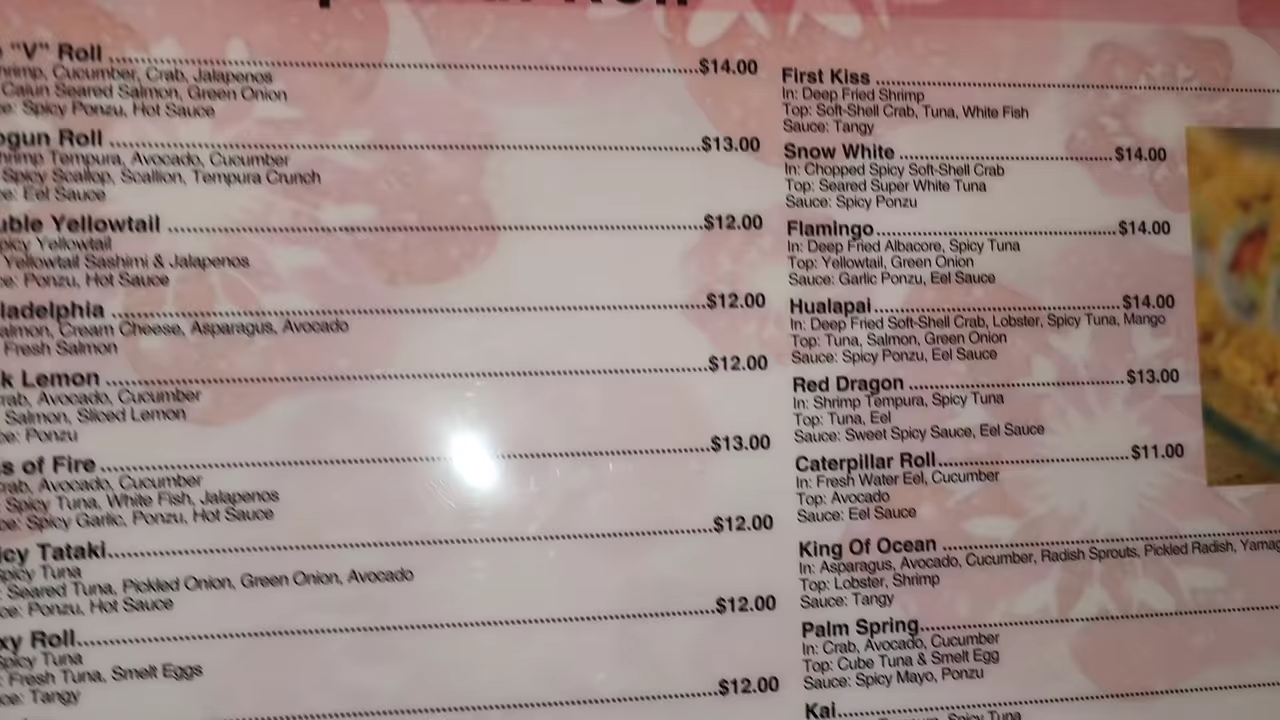 "V" Roll ........ $14.00
Shrimp, Cucumber, Crab, Jalapenos
Cajun Seared Salmon, Green Onion
Spicy Ponzu, Hot Sauce
Roll ........ $13.00
Shrimp Tempura, Avocado, Cucumber
Spicy Scallop, Scallion, Tempura Crunch
Eel Sauce
uble Yellowtail ........ $12.00
picy Yellowtail
Yellowtail Sashimi & Jalapenos
Ponzu, Hot Sauce
ladelphia ........ $12.00
almon, Cream Cheese, Asparagus, Avocado
Fresh Salmon
k Lemon ........ $12.00
rab, Avocado, Cucumber
Salmon, Sliced Lemon
Ponzu
s of Fire ........ $13.00
rab, Avocado, Cucumber
Spicy Tuna, White Fish, Jalapenos
Spicy Garlic, Ponzu, Hot Sauce
icy Tataki ........ $12.00
Spicy Tuna
Seared Tuna, Pickled Onion, Green Onion, Avocado
Ponzu, Hot Sauce
xy Roll ........ $12.00
Spicy Tuna
Fresh Tuna, Smelt Eggs
Tangy
$12.00
First Kiss ........
In: Deep Fried Shrimp
Top: Soft-Shell Crab, Tuna, White Fish
Sauce: Tangy
Snow White ........ $14.00
In: Chopped Spicy Soft-Shell Crab
Top: Seared Super White Tuna
Sauce: Spicy Ponzu
Flamingo ........ $14.00
In: Deep Fried Albacore, Spicy Tuna
Top: Yellowtail, Green Onion
Sauce: Garlic Ponzu, Eel Sauce
Hualapai ........ $14.00
In: Deep Fried Soft-Shell Crab, Lobster, Spicy Tuna, Mango
Top: Tuna, Salmon, Green Onion
Sauce: Spicy Ponzu, Eel Sauce
Red Dragon ........ $13.00
In: Shrimp Tempura, Spicy Tuna
Top: Tuna, Eel
Sauce: Sweet Spicy Sauce, Eel Sauce
Caterpillar Roll ........ $11.00
In: Fresh Water Eel, Cucumber
Top: Avocado
Sauce: Eel Sauce
King Of Ocean ........
In: Asparagus, Avocado, Cucumber, Radish Sprouts, Pickled Radish, Yamag
Top: Lobster, Shrimp
Sauce: Tangy
Palm Spring ........
In: Crab, Avocado, Cucumber
Top: Cube Tuna & Smelt Egg
Sauce: Spicy Mayo, Ponzu
Kai ........
Spicy Tuna